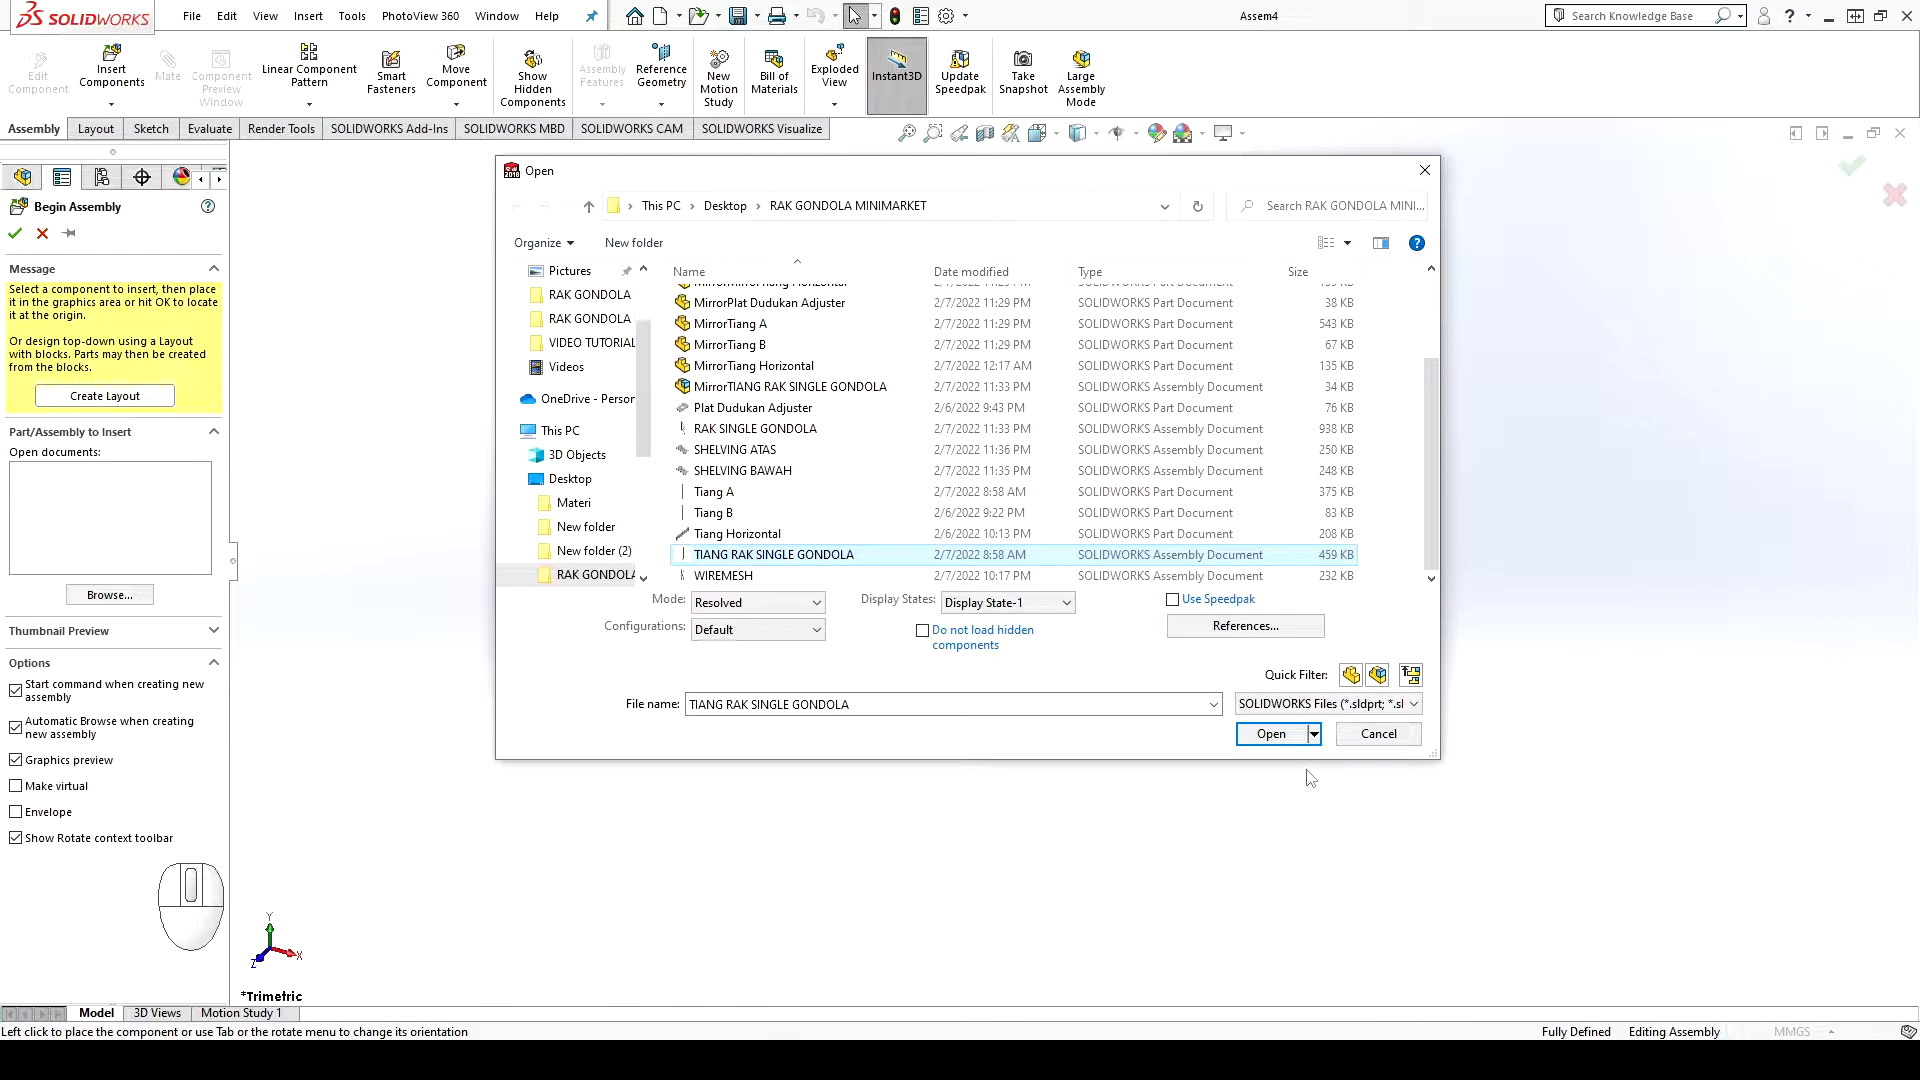 SOLIDWORKS
File Edit View Insert Tools PhotoView 360 Window Help
Assem4
Search Knowledge Base
Edit Component
Insert Components
Mate
Component Preview Window
Linear Component Pattern
Smart Fasteners
Move Component
Show Hidden Components
Assembly Features
Reference Geometry
New Motion Study
Bill of Materials
Exploded View
Instant3D
Update Speedpak
Take Snapshot
Large Assembly Mode
Assembly Layout Sketch Evaluate Render Tools SOLIDWORKS Add-Ins SOLIDWORKS MBD SOLIDWORKS CAM SOLIDWORKS Visualize
Begin Assembly
Message
Select a component to insert, then place
it in the graphics area or hit OK to locate
it at the origin.
Or design top-down using a Layout
with blocks. Parts may then be created
from the blocks.
Create Layout
Part/Assembly to Insert
Open documents:
Browse...
Thumbnail Preview
Options
Start command when creating new
assembly
Automatic Browse when creating
new assembly
Graphics preview
Make virtual
Envelope
Show Rotate context toolbar
Open
This PC > Desktop > RAK GONDOLA MINIMARKET
Search RAK GONDOLA MINI...
Organize New folder
Pictures
RAK GONDOLA
RAK GONDOLA
VIDEO TUTORIAL
Videos
OneDrive - Person
This PC
3D Objects
Desktop
Materi
New folder
New folder (2)
RAK GONDOLA
Name Date modified Type Size
MirrorPlat Dudukan Adjuster 2/7/2022 11:29 PM SOLIDWORKS Part Document 38 KB
MirrorTiang A 2/7/2022 11:29 PM SOLIDWORKS Part Document 543 KB
MirrorTiang B 2/7/2022 11:29 PM SOLIDWORKS Part Document 67 KB
MirrorTiang Horizontal 2/7/2022 12:17 AM SOLIDWORKS Part Document 135 KB
MirrorTIANG RAK SINGLE GONDOLA 2/7/2022 11:33 PM SOLIDWORKS Assembly Document 34 KB
Plat Dudukan Adjuster 2/6/2022 9:43 PM SOLIDWORKS Part Document 76 KB
RAK SINGLE GONDOLA 2/7/2022 11:33 PM SOLIDWORKS Assembly Document 938 KB
SHELVING ATAS 2/7/2022 11:36 PM SOLIDWORKS Assembly Document 250 KB
SHELVING BAWAH 2/7/2022 11:35 PM SOLIDWORKS Assembly Document 248 KB
Tiang A 2/7/2022 8:58 AM SOLIDWORKS Part Document 375 KB
Tiang B 2/6/2022 9:22 PM SOLIDWORKS Part Document 83 KB
Tiang Horizontal 2/6/2022 10:13 PM SOLIDWORKS Part Document 208 KB
TIANG RAK SINGLE GONDOLA 2/7/2022 8:58 AM SOLIDWORKS Assembly Document 459 KB
WIREMESH 2/7/2022 10:17 PM SOLIDWORKS Assembly Document 232 KB
Mode: Resolved
Display States: Display State-1
Use Speedpak
Configurations: Default
Do not load hidden
components
References...
Quick Filter:
File name: TIANG RAK SINGLE GONDOLA
SOLIDWORKS Files (*.sldprt; *.sl
Open Cancel
Y
X
Z
*Trimetric
Model 3D Views Motion Study 1
Left click to place the component or use Tab or the rotate menu to change its orientation
Fully Defined Editing Assembly MMGS